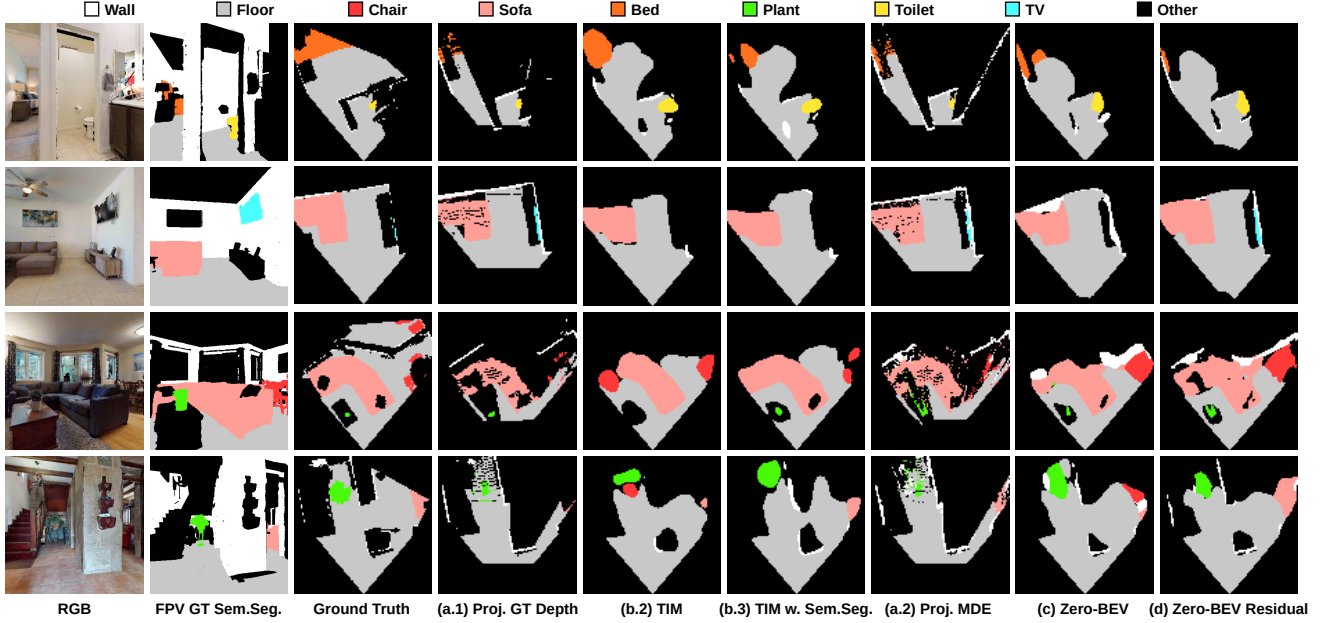 Wall Floor Chair Sofa Bed Plant Toilet TV Other
RGB FPV GT Sem.Seg. Ground Truth (a.1) Proj. GT Depth (b.2) TIM (b.3) TIM w. Sem.Seg. (a.2) Proj. MDE (c) Zero-BEV (d) Zero-BEV Residual